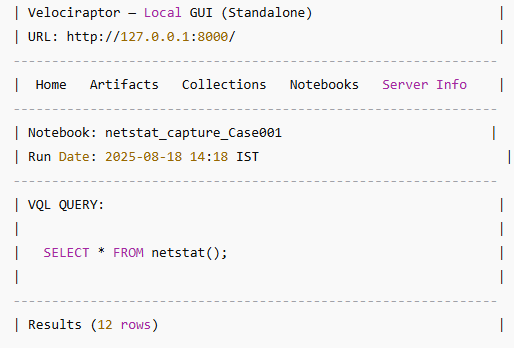 | Velociraptor – Local GUI (Standalone) |
| URL: http://127.0.0.1:8000/ |
---------------------------------------------------------------
| Home Artifacts Collections Notebooks Server Info |
---------------------------------------------------------------
| Notebook: netstat_capture_Case001 |
| Run Date: 2025-08-18 14:18 IST |
---------------------------------------------------------------
| VQL QUERY: |
| |
| SELECT * FROM netstat(); |
| |
---------------------------------------------------------------
| Results (12 rows) |